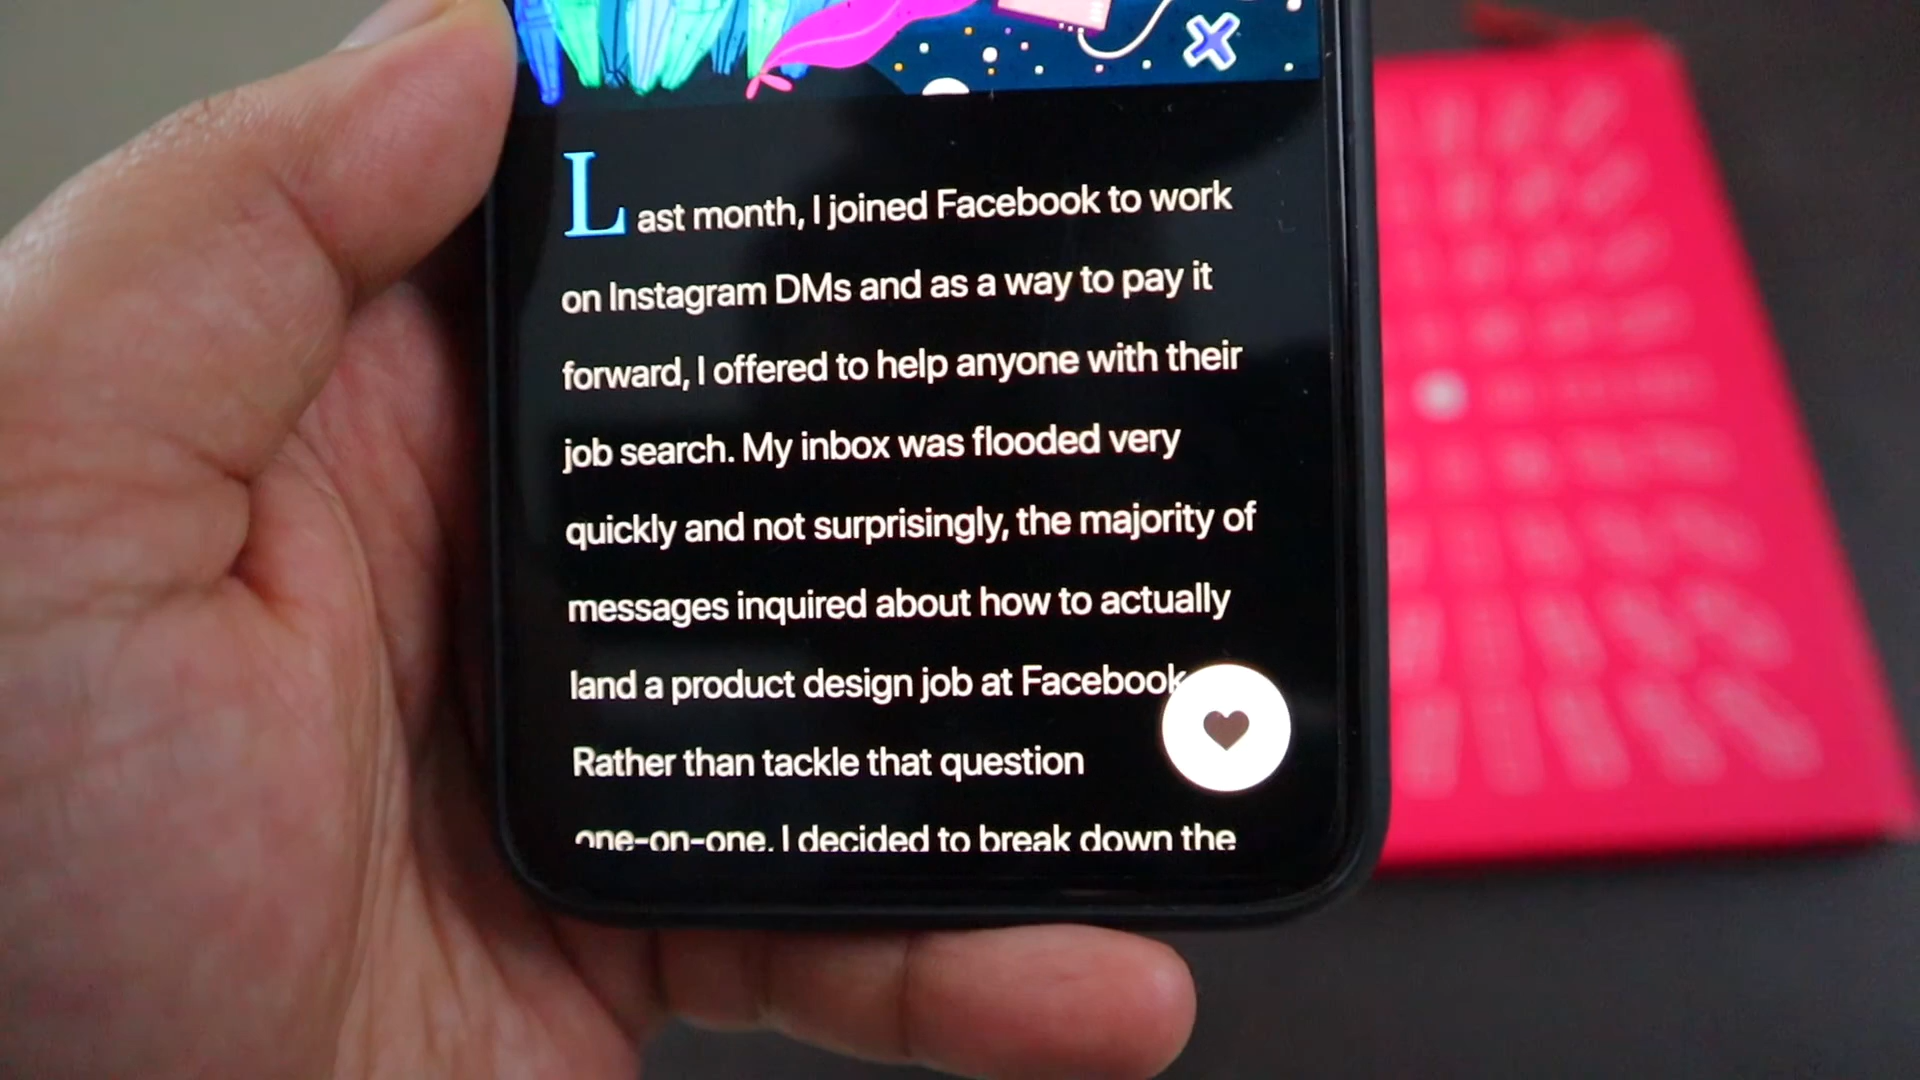 Last month, I joined Facebook to work
on Instagram DMs and as a way to pay it
forward, I offered to help anyone with their
job search. My inbox was flooded very
quickly and not surprisingly, the majority of
messages inquired about how to actually
land a product design job at Facebook
Rather than tackle that question
one-on-one, I decided to break down the